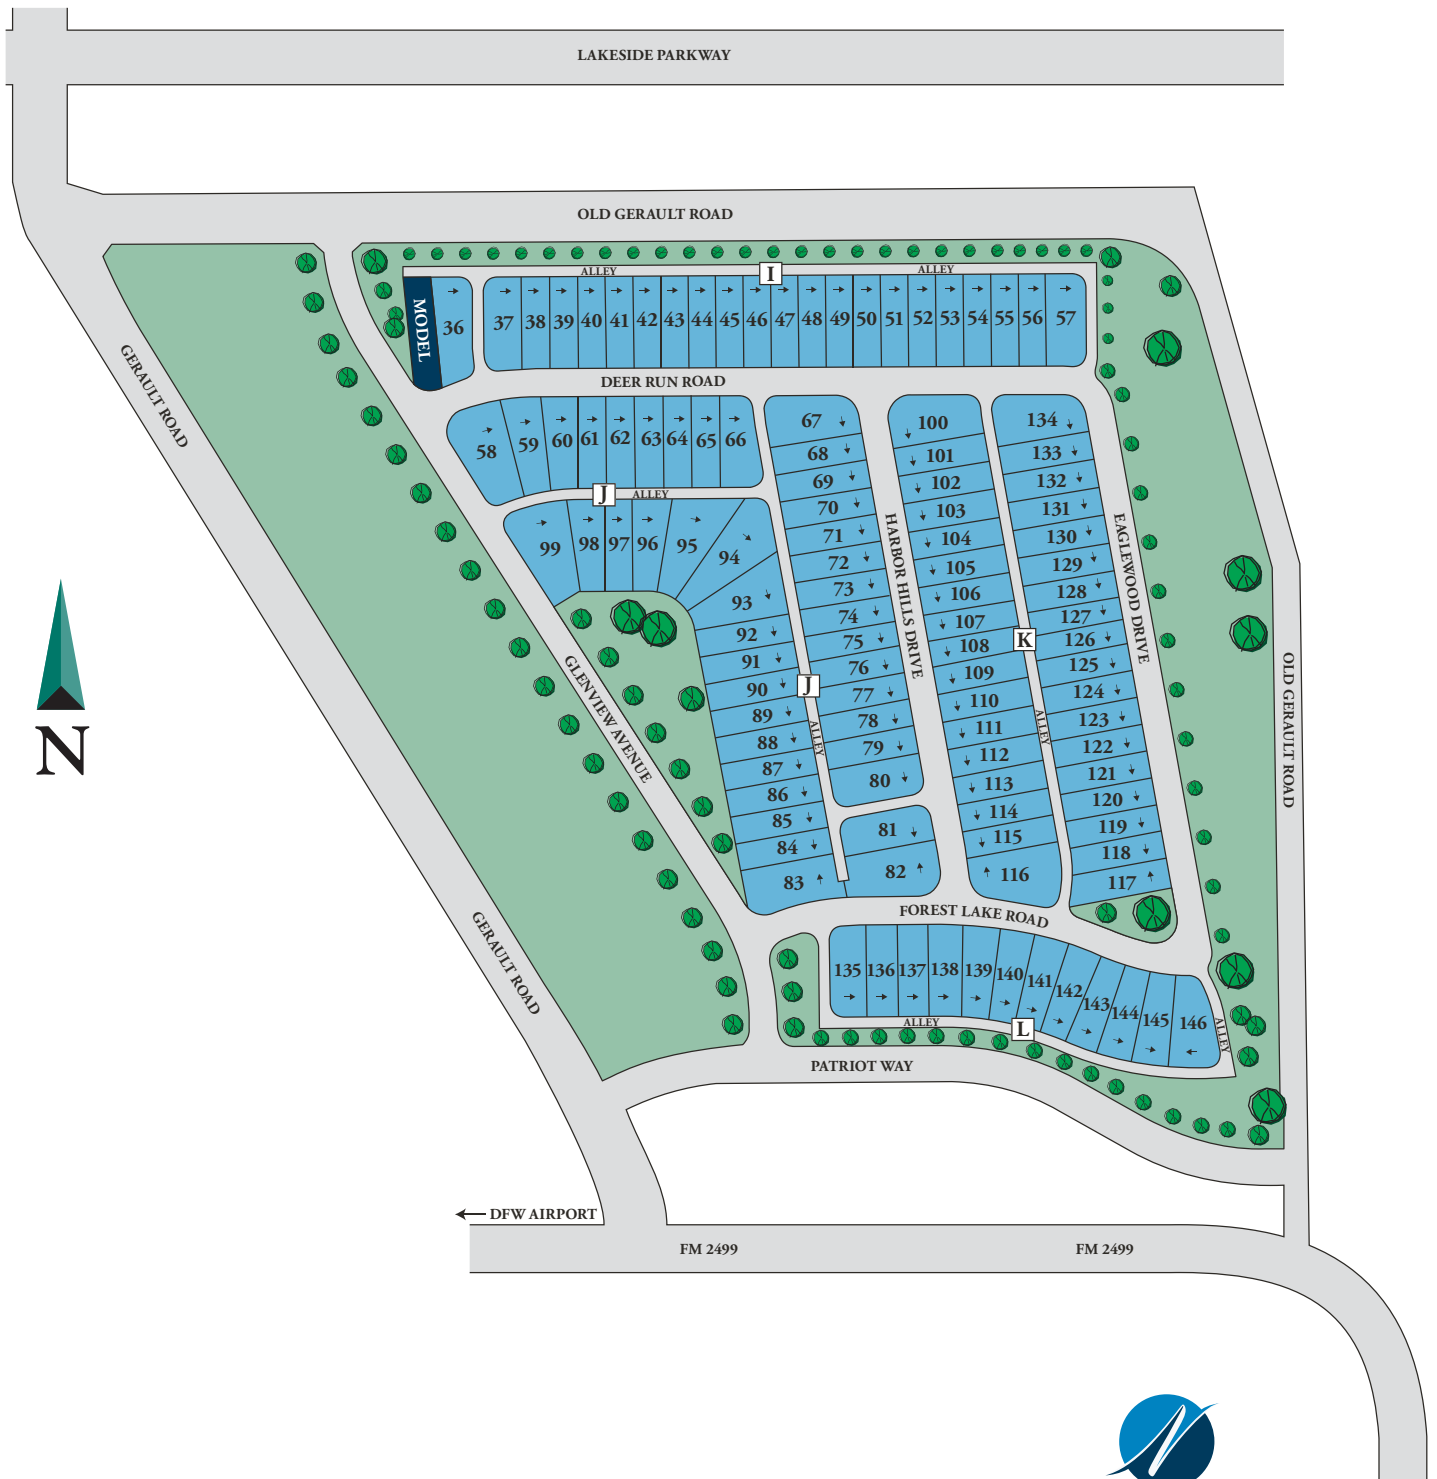 LAKESIDE PARKWAY
OLD GERAULT ROAD
ALLEY
I
ALLEY
MODEL
36
37 38 39 40 41 42 43 44 45 46 47 48 49 50 51 52 53 54 55 56 57
DEER RUN ROAD
GERAULT ROAD
58 59 60 61 62 63 64 65 66
J
ALLEY
99 98 97 96 95 94
93
92
91
90
89
88
87
86
85
84
83
67
68
69
70
71
72
73
74
75
76
77
78
79
80
81
82
J
ALLEY
HARBOR HILLS DRIVE
100
101
102
103
104
105
106
107
108
109
110
111
112
113
114
115
116
K
ALLEY
134
133
132
131
130
129
128
127
126
125
124
123
122
121
120
119
118
117
EAGLEWOOD DRIVE
OLD GERAULT ROAD
GLENVIEW AVENUE
N
GERAULT ROAD
FOREST LAKE ROAD
135 136 137 138 139 140 141 142 143 144 145 146
ALLEY
L
ALLEY
PATRIOT WAY
DFW AIRPORT
FM 2499
FM 2499